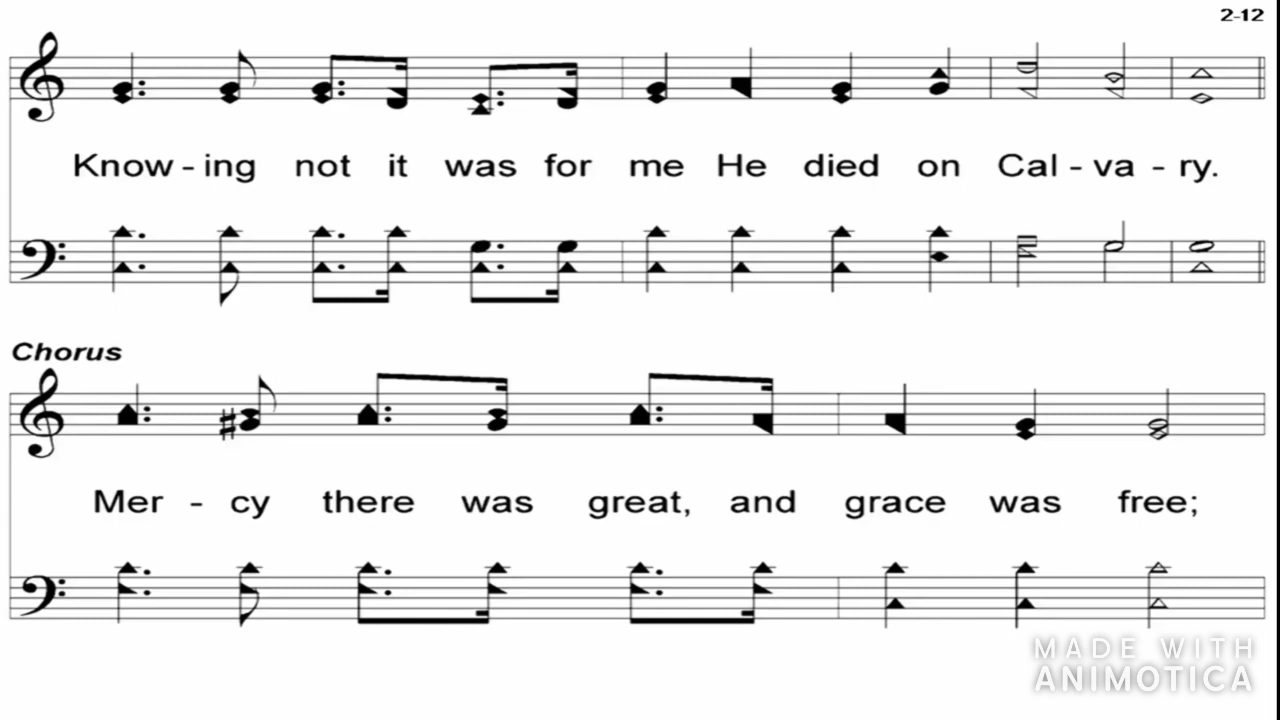 2-12
Know - ing not it was for me He died on Cal - va - ry.
Chorus
Mer - cy there was great, and grace was free;
MADE WITH
ANIMOTICA